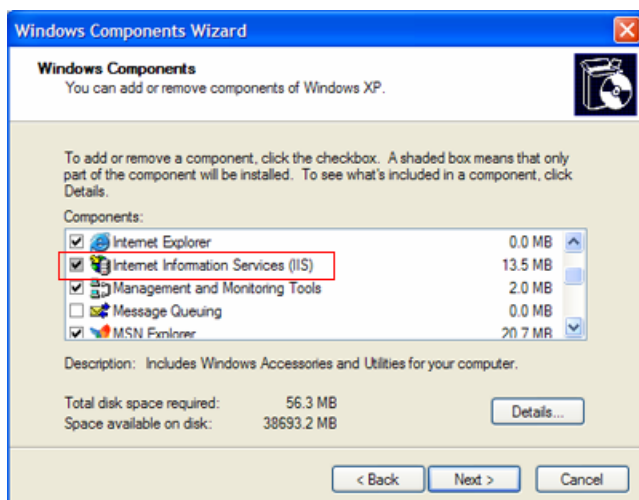 Windows Components Wizard
Windows Components
You can add or remove components of Windows XP.
To add or remove a component, click the checkbox. A shaded box means that only
part of the component will be installed. To see what's included in a component, click
Details.
Components:
Internet Explorer 0.0 MB
Internet Information Services (IIS) 13.5 MB
Management and Monitoring Tools 2.0 MB
Message Queuing 0.0 MB
MSN Explorer 20.7 MB
Description: Includes Windows Accessories and Utilities for your computer.
Total disk space required: 56.3 MB
Space available on disk: 38693.2 MB
Details...
< Back Next > Cancel